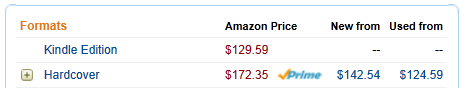 Formats Amazon Price New from Used from
Kindle Edition $129.59 -- --
Hardcover $172.35 Prime $142.54 $124.59